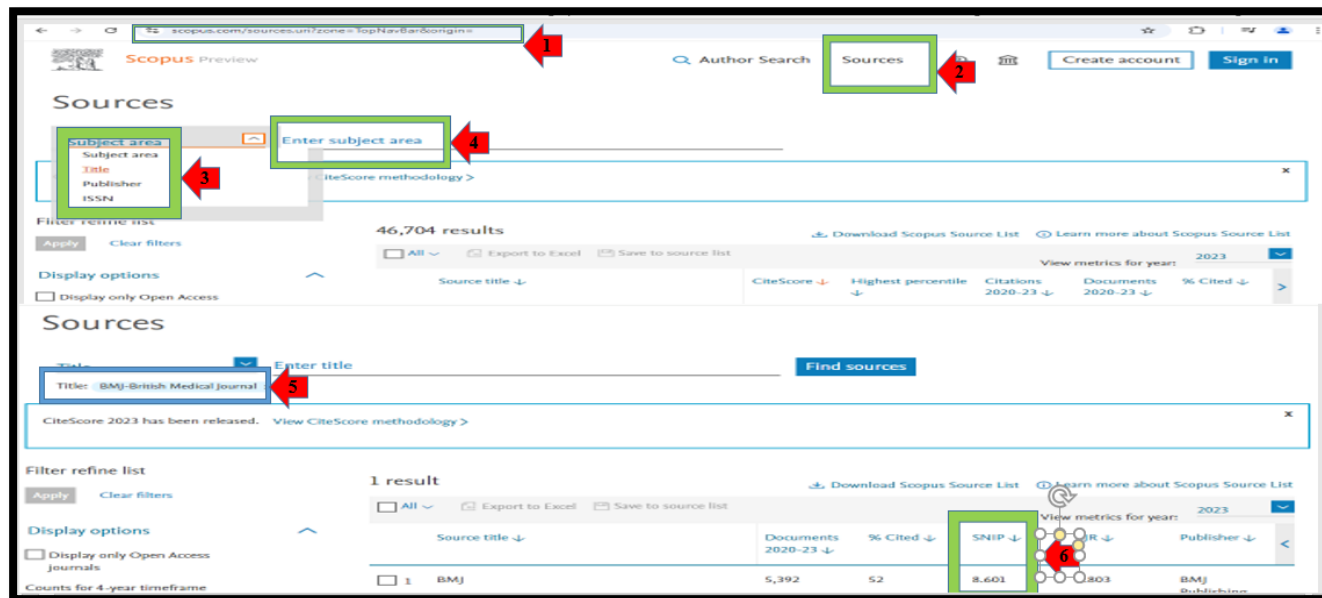 scopus.com/sources.uri?zone=TopNavBar&origin=
1
Scopus Preview
Author Search
Sources
2
Create account
Sign in
Sources
Subject area
Enter subject area
4
Subject area
Title
3
Publisher
ISSN
CiteScore methodology >
x
Filter refine list
46,704 results
Download Scopus Source List
Learn more about Scopus Source List
Apply
Clear filters
All
Export to Excel
Save to source list
View metrics for year:
2023
Display options
Source title
CiteScore
Highest percentile
Citations 2020-23
Documents 2020-23
% Cited
>
Display only Open Access
Sources
Title
Enter title
Find sources
Title: BMJ-British Medical Journal
5
CiteScore 2023 has been released. View CiteScore methodology >
x
Filter refine list
1 result
Download Scopus Source List
Learn more about Scopus Source List
Apply
Clear filters
All
Export to Excel
Save to source list
View metrics for year:
2023
Display options
Source title
Documents 2020-23
% Cited
SNIP
Publisher
<
6
Display only Open Access
journals
1 BMJ
5,392
52
8.601
803
BMJ
Publishing
Counts for 4-year timeframe